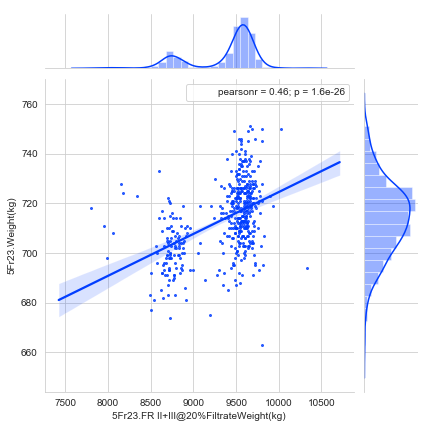 pearsonr = 0.46; p = 1.6e-26
760
740
720
700
680
660
5Fr23.Weight(kg)
7500 8000 8500 9000 9500 10000 10500
5Fr23.FR II+III@20%FiltrateWeight(kg)